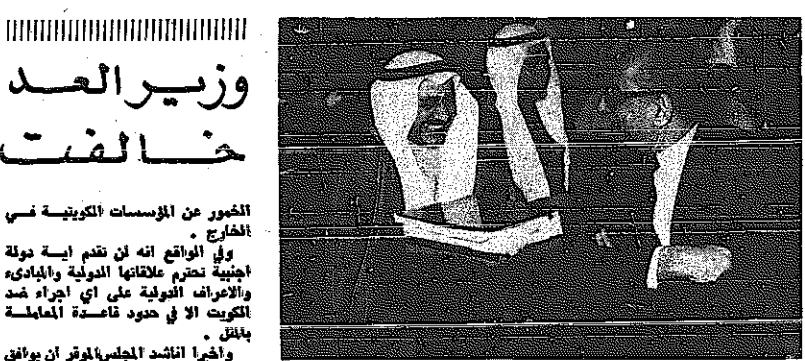 وزير العد
خالفت
الخمور عن المؤسسات الكويتية في
الخارج .
وفي الواقع انه لن تقدم اية دولة
اجنبية تحترم علاقاتها الدولية والمبادىء
والاعراف الدولية على اي اجراء ضد
الكويت الا في حدود قاعدة المعاملة
بالمثل .
واخيرا اناشد المجلس الموقر ان يوافق